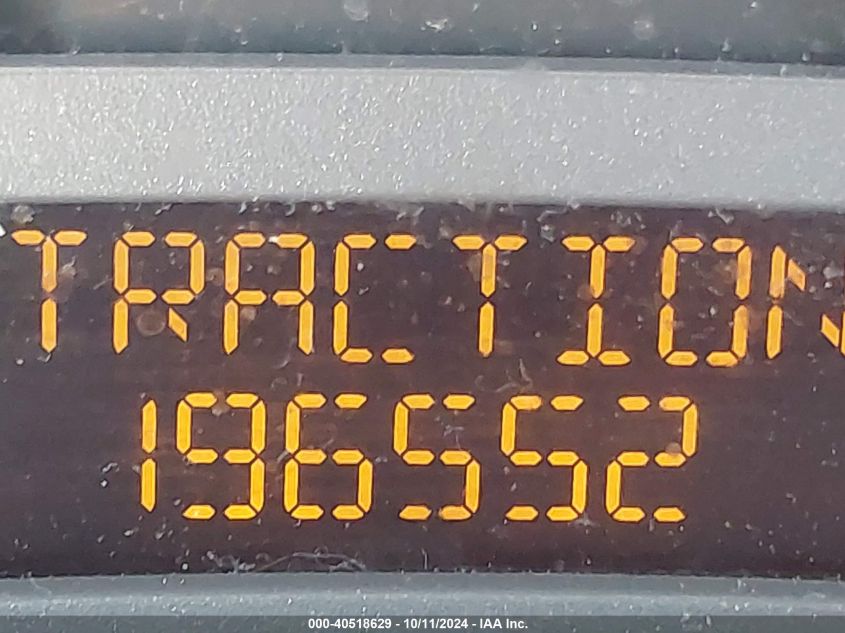 TRACTION
196552
000-40518629 - 10/11/2024 - IAA Inc.